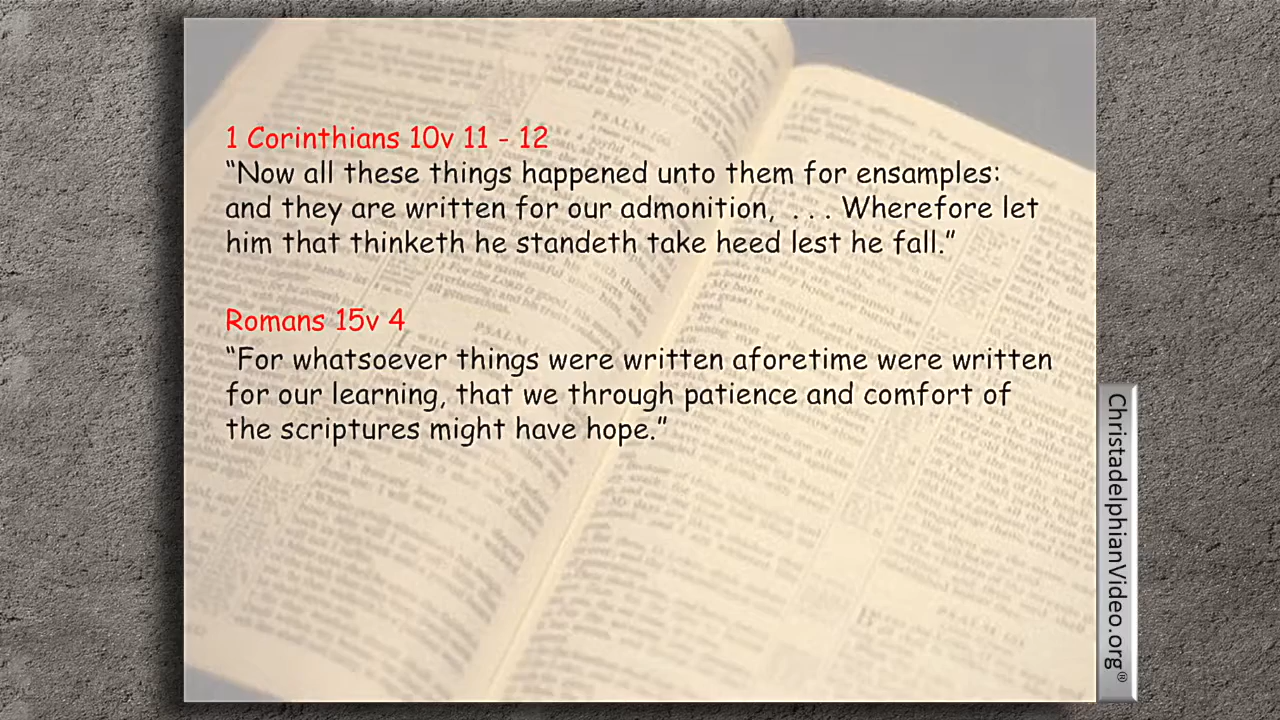 1 Corinthians 10v 11 - 12
“Now all these things happened unto them for ensamples:
and they are written for our admonition, . . . Wherefore let
him that thinketh he standeth take heed lest he fall.”
Romans 15v 4
“For whatsoever things were written aforetime were written
for our learning, that we through patience and comfort of
the scriptures might have hope.”
ChristadelphianVideo.org®